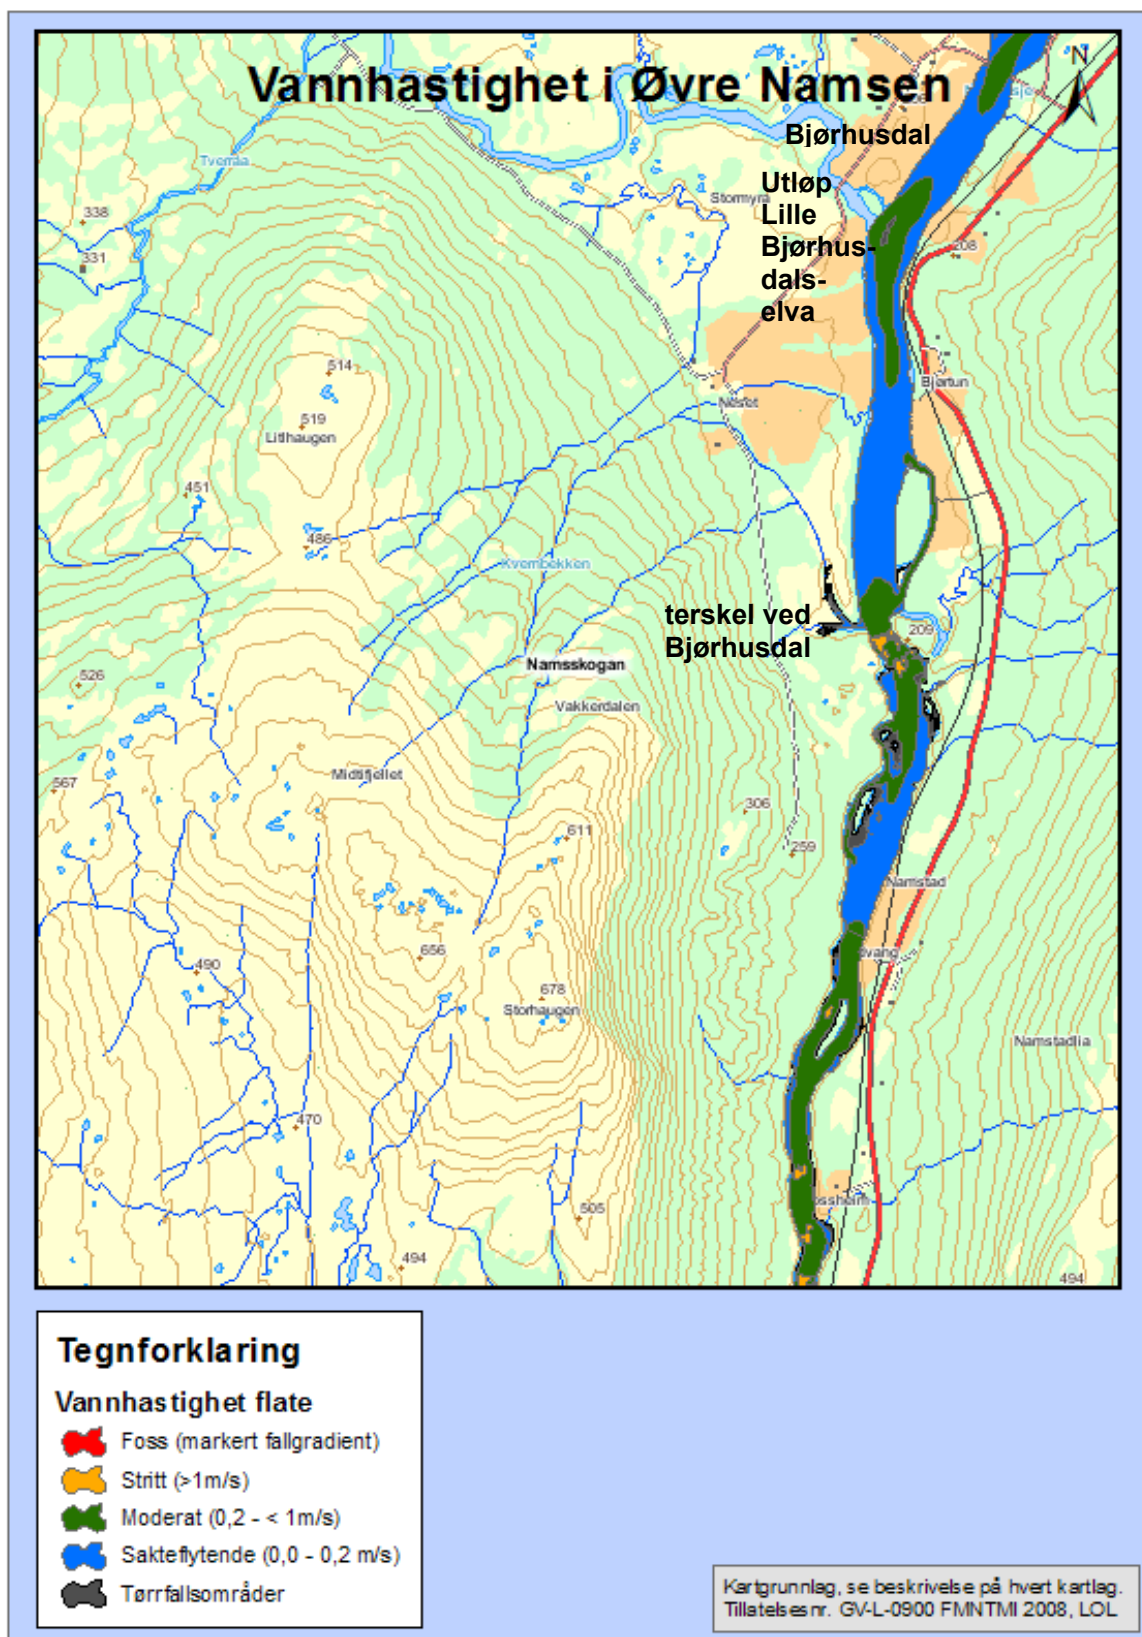 Vannhastighet i Øvre Namsen
N
Bjørhusdal
Tverråa
Utløp
Lille
Bjørhus-
dals-
elva
Stormyra
338
331
208
514
Bjørtun
Neset
519
Litlhaugen
451
486
Kvernbekken
terskel ved
Bjørhusdal
209
Namsskogan
526
Vakkerdalen
Midtifjellet
567
306
611
259
Namstad
656
490
678
Storhaugen
Namstadlia
470
505
494
494
Tegnforklaring
Vannhastighet flate
Foss (markert fallgradient)
Stritt (>1m/s)
Moderat (0,2 - < 1m/s)
Sakteflytende (0,0 - 0,2 m/s)
Tørrfallsområder
Kartgrunnlag, se beskrivelse på hvert kartlag.
Tillatelsesnr. GV-L-0900 FMNTMI 2008, LOL